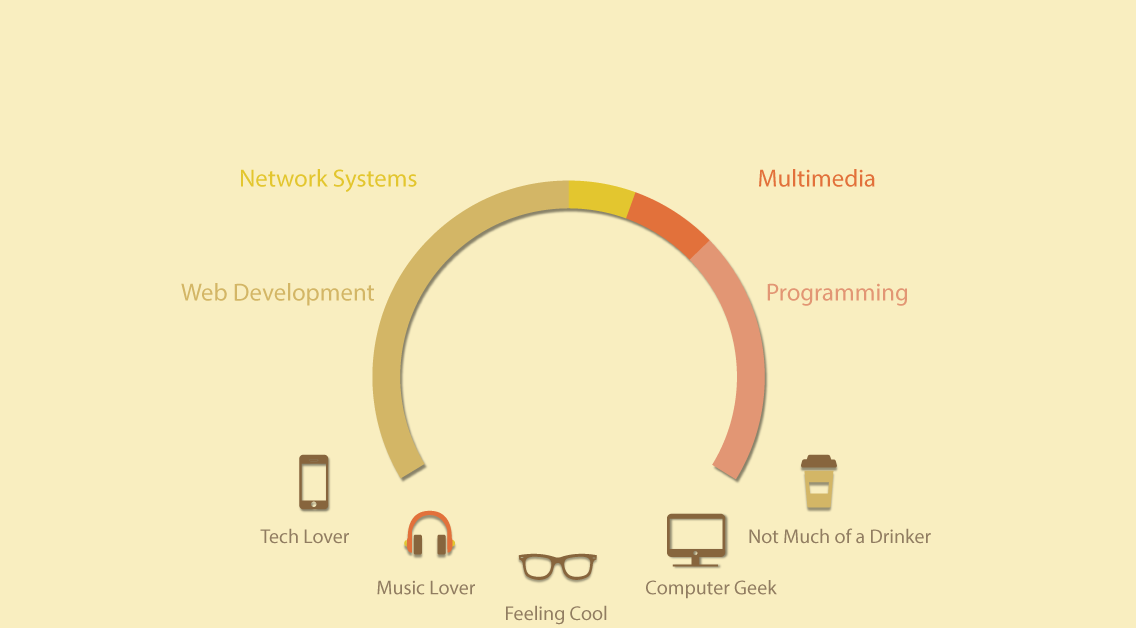 Network Systems
Multimedia
Web Development
Programming
Tech Lover
Not Much of a Drinker
Music Lover
Computer Geek
Feeling Cool